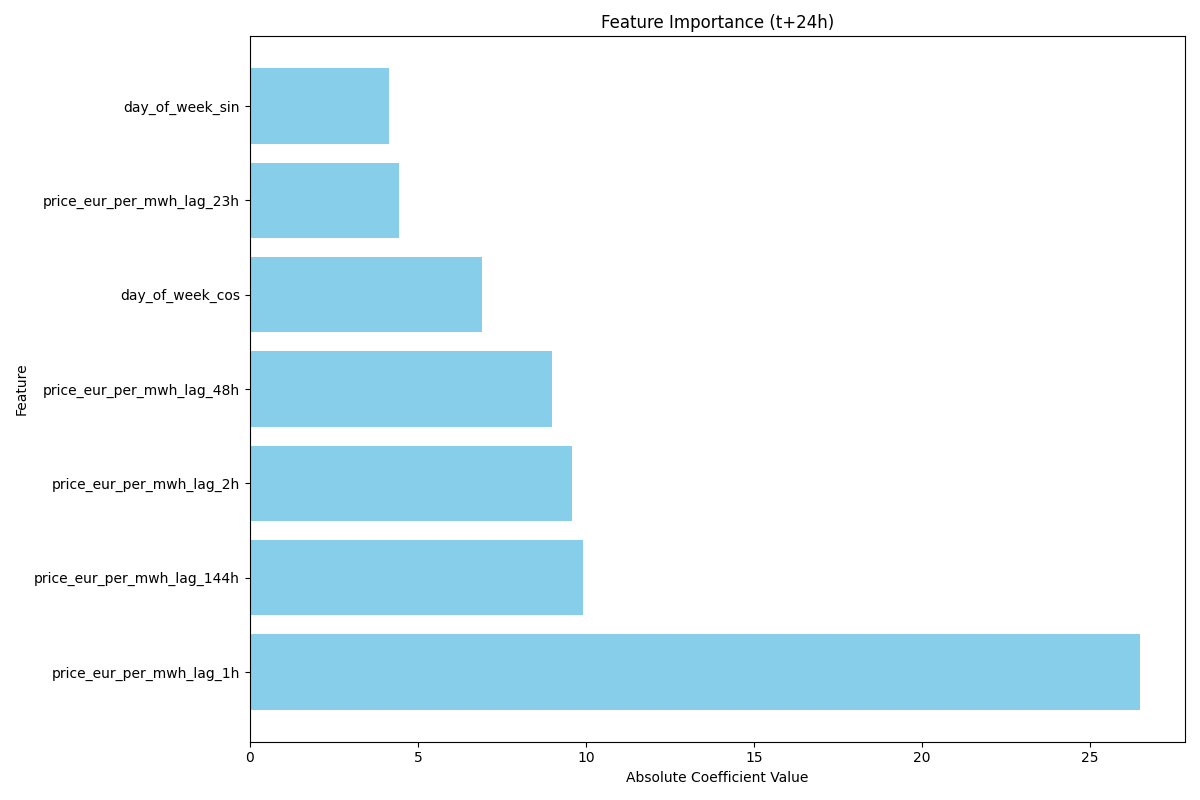 Feature Importance (t+24h)
day_of_week_sin
price_eur_per_mwh_lag_23h
day_of_week_cos
price_eur_per_mwh_lag_48h
price_eur_per_mwh_lag_2h
price_eur_per_mwh_lag_144h
price_eur_per_mwh_lag_1h
Feature
0 5 10 15 20 25
Absolute Coefficient Value